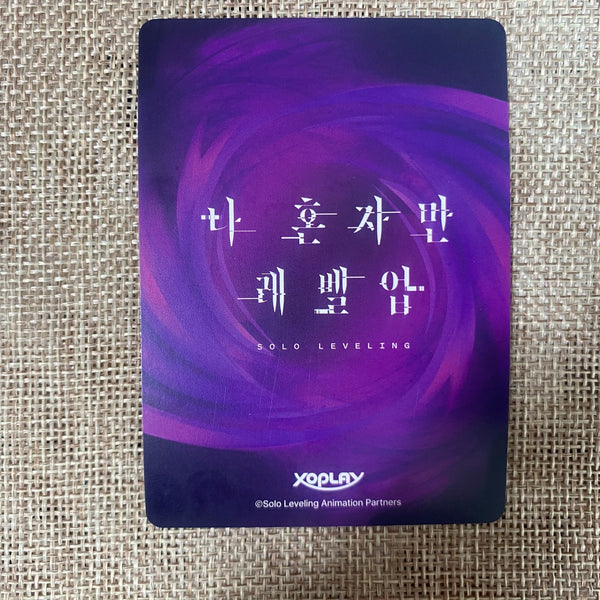 나 혼자만
레벨업
SOLO LEVELING
XOPLAY
©Solo Leveling Animation Partners